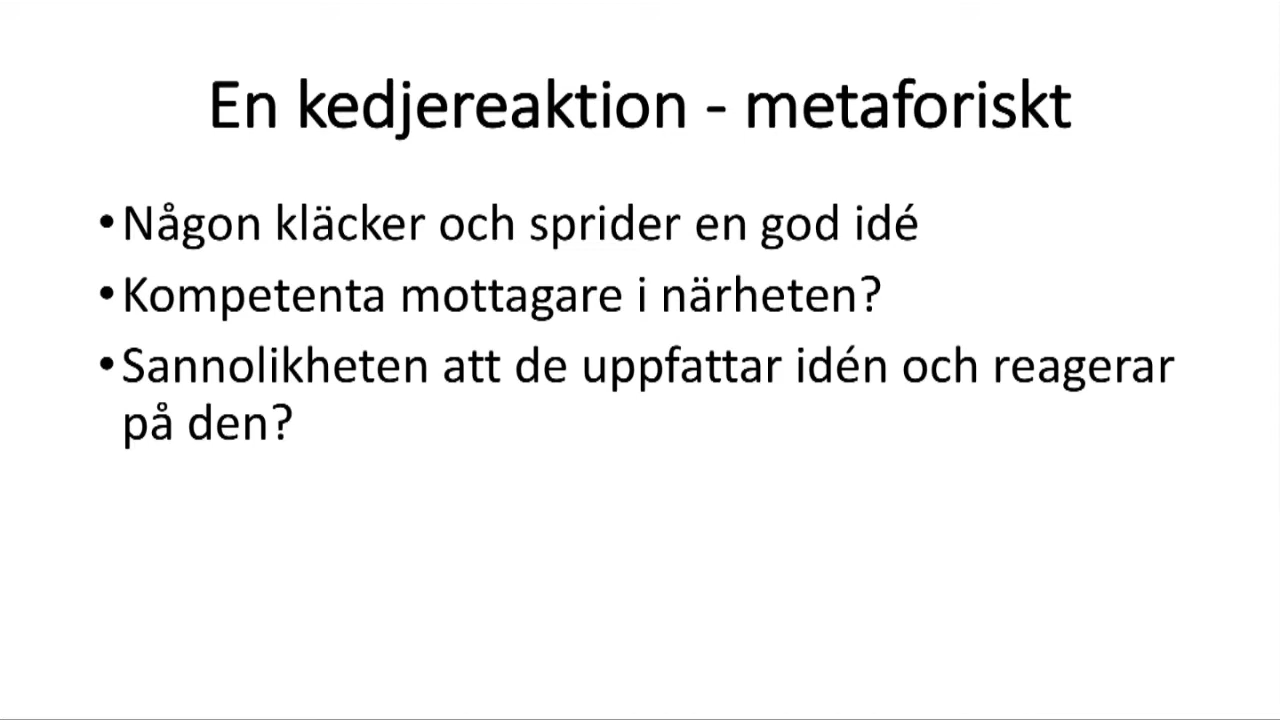 En kedjereaktion - metaforiskt
•Någon kläcker och sprider en god idé
•Kompetenta mottagare i närheten?
•Sannolikheten att de uppfattar idén och reagerar
på den?